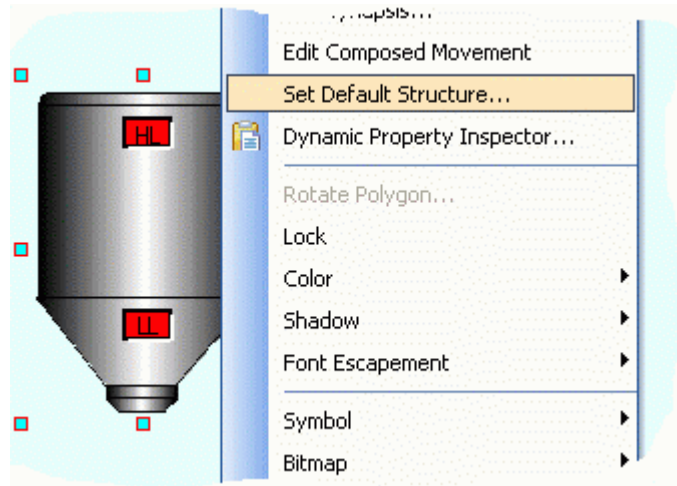 Edit Composed Movement
Set Default Structure...
HL
Dynamic Property Inspector...
Rotate Polygon...
Lock
Color
Shadow
LL
Font Escapement
Symbol
Bitmap